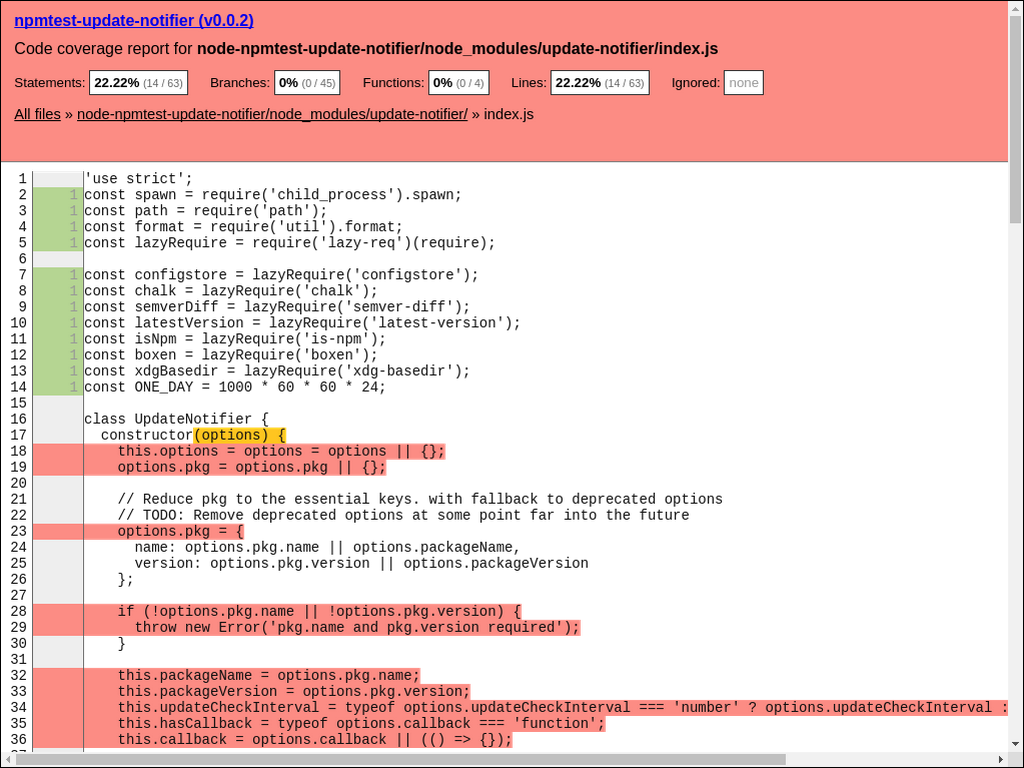 npmtest-update-notifier (v0.0.2)
Code coverage report for node-npmtest-update-notifier/node_modules/update-notifier/index.js
Statements: 22.22% (14 / 63) Branches: 0% (0 / 45) Functions: 0% (0 / 4) Lines: 22.22% (14 / 63) Ignored: none
All files » node-npmtest-update-notifier/node_modules/update-notifier/ » index.js
1 'use strict';
2 1 const spawn = require('child_process').spawn;
3 1 const path = require('path');
4 1 const format = require('util').format;
5 1 const lazyRequire = require('lazy-req')(require);
6
7 1 const configstore = lazyRequire('configstore');
8 1 const chalk = lazyRequire('chalk');
9 1 const semverDiff = lazyRequire('semver-diff');
10 1 const latestVersion = lazyRequire('latest-version');
11 1 const isNpm = lazyRequire('is-npm');
12 1 const boxen = lazyRequire('boxen');
13 1 const xdgBasedir = lazyRequire('xdg-basedir');
14 1 const ONE_DAY = 1000 * 60 * 60 * 24;
15
16 class UpdateNotifier {
17 constructor(options) {
18 this.options = options = options || {};
19 options.pkg = options.pkg || {};
20
21 // Reduce pkg to the essential keys. with fallback to deprecated options
22 // TODO: Remove deprecated options at some point far into the future
23 options.pkg = {
24 name: options.pkg.name || options.packageName,
25 version: options.pkg.version || options.packageVersion
26 };
27
28 if (!options.pkg.name || !options.pkg.version) {
29 throw new Error('pkg.name and pkg.version required');
30 }
31
32 this.packageName = options.pkg.name;
33 this.packageVersion = options.pkg.version;
34 this.updateCheckInterval = typeof options.updateCheckInterval === 'number' ? options.updateCheckInterval :
35 this.hasCallback = typeof options.callback === 'function';
36 this.callback = options.callback || (() => {});